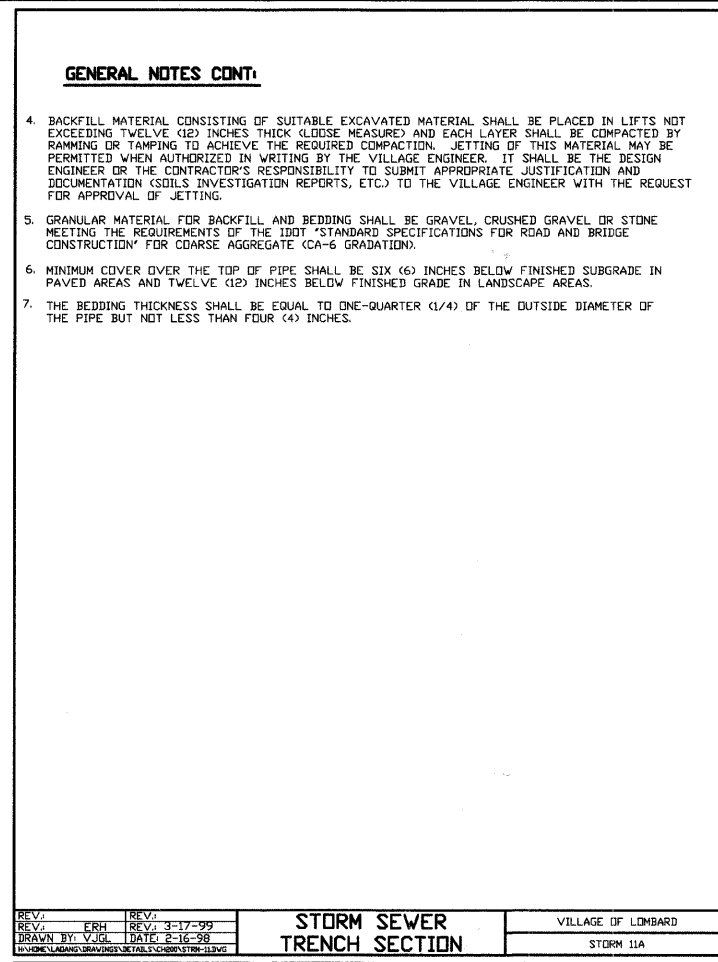 GENERAL NOTES CONT:
4. BACKFILL MATERIAL CONSISTING OF SUITABLE EXCAVATED MATERIAL SHALL BE PLACED IN LIFTS NOT
EXCEEDING TWELVE (12) INCHES THICK (LOOSE MEASURE) AND EACH LAYER SHALL BE COMPACTED BY
RAMMING OR TAMPING TO ACHIEVE THE REQUIRED COMPACTION. JETTING OF THIS MATERIAL MAY BE
PERMITTED WHEN AUTHORIZED IN WRITING BY THE VILLAGE ENGINEER. IT SHALL BE THE DESIGN
ENGINEER OR THE CONTRACTOR'S RESPONSIBILITY TO SUBMIT APPROPRIATE JUSTIFICATION AND
DOCUMENTATION (SOILS INVESTIGATION REPORTS, ETC.) TO THE VILLAGE ENGINEER WITH THE REQUEST
FOR APPROVAL OF JETTING.
5. GRANULAR MATERIAL FOR BACKFILL AND BEDDING SHALL BE GRAVEL, CRUSHED GRAVEL OR STONE
MEETING THE REQUIREMENTS OF THE IDOT "STANDARD SPECIFICATIONS FOR ROAD AND BRIDGE
CONSTRUCTION" FOR COARSE AGGREGATE (CA-6 GRADATION).
6. MINIMUM COVER OVER THE TOP OF PIPE SHALL BE SIX (6) INCHES BELOW FINISHED SUBGRADE IN
PAVED AREAS AND TWELVE (12) INCHES BELOW FINISHED GRADE IN LANDSCAPE AREAS.
7. THE BEDDING THICKNESS SHALL BE EQUAL TO ONE-QUARTER (1/4) OF THE OUTSIDE DIAMETER OF
THE PIPE BUT NOT LESS THAN FOUR (4) INCHES.
REV.: REV.:
REV.: ERH REV.: 3-17-99
DRAWN BY: VJGL DATE: 2-16-98
H:\HOME\LAGANG\DRAWINGS\DETAILS\CH200\STRM-11.DWG
STORM SEWER
TRENCH SECTION
VILLAGE OF LOMBARD
STORM 11A